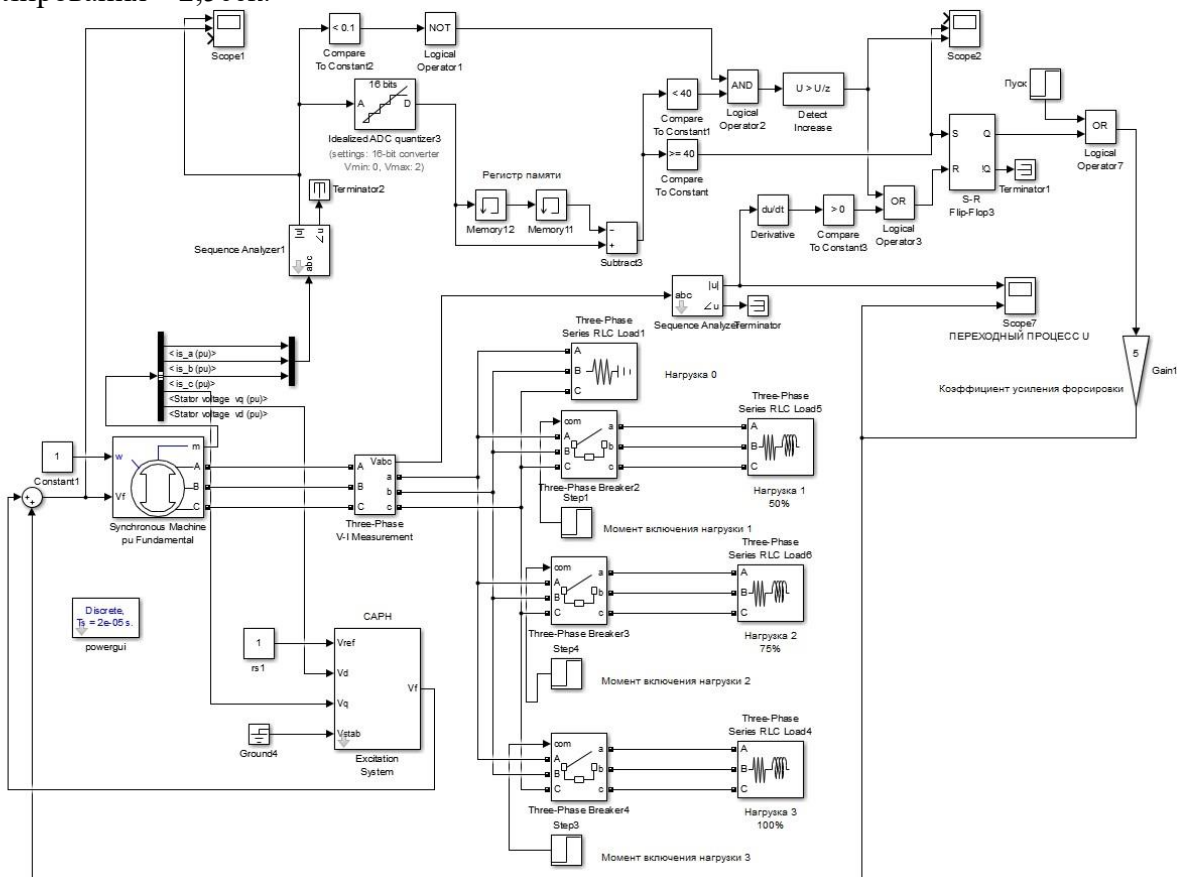 Scope1
< 0.1
Compare
To Constant2
NOT
Logical
Operator1
16 bits
A
D
Idealized ADC quantizer3
(settings: 16-bit converter
Vmin: 0, Vmax: 2)
< 40
Compare
To Constant1
AND
Logical
Operator2
U > U/z
Detect
Increase
Scope2
Пуск
>= 40
Compare
To Constant
S
Q
R
!Q
S-R
Flip-Flop3
OR
Logical
Operator7
Terminator1
Terminator2
Регистр памяти
Memory12
Memory11
−
+
Subtract3
du/dt
Derivative
> 0
Compare
To Constant3
OR
Logical
Operator3
|u|
∠u
abc
Sequence Analyzer1
abc
|u|
∠u
Terminator
Scope7
ПЕРЕХОДНЫЙ ПРОЦЕСС U
5
Gain1
Коэффициент усиления форсировки
Three-Phase
Series RLC Load1
A
B
C
Нагрузка 0
<is_a (pu)>
<is_b (pu)>
<is_c (pu)>
<Stator voltage vq (pu)>
<Stator voltage vd (pu)>
1
Constant1
w
m
Vf
A
B
C
Synchronous Machine
pu Fundamental
+
+
A
B
C
Vabc
a
b
c
Three-Phase
V-I Measurement
com
A
B
C
a
b
c
Three-Phase Breaker2
Step1
Момент включения нагрузки 1
Three-Phase
Series RLC Load5
A
B
C
Нагрузка 1
50%
com
A
B
C
a
b
c
Three-Phase Breaker3
Step4
Момент включения нагрузки 2
Three-Phase
Series RLC Load6
A
B
C
Нагрузка 2
75%
Discrete,
Ts = 2e-05 s.
powergui
САРН
1
rs1
Vref
Vd
Vq
Vstab
Vf
Ground4
Excitation
System
com
A
B
C
a
b
c
Three-Phase Breaker4
Step3
Момент включения нагрузки 3
Three-Phase
Series RLC Load4
A
B
C
Нагрузка 3
100%